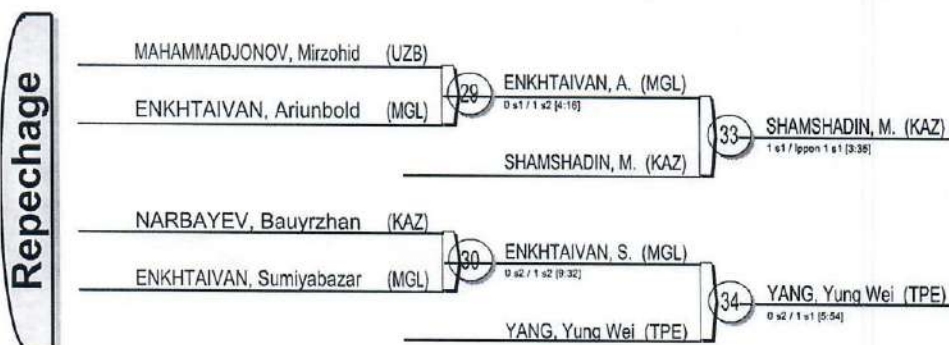 Repechage
MAHAMMADJONOV, Mirzohid (UZB)
ENKHTAIVAN, Ariunbold (MGL)
29
ENKHTAIVAN, A. (MGL)
0 s1 / 1 s2 [4:16]
SHAMSHADIN, M. (KAZ)
33
SHAMSHADIN, M. (KAZ)
1 s1 / Ippon 1 s1 [3:35]
NARBAYEV, Bauyrzhan (KAZ)
ENKHTAIVAN, Sumiyabazar (MGL)
30
ENKHTAIVAN, S. (MGL)
0 s2 / 1 s2 [9:32]
YANG, Yung Wei (TPE)
34
YANG, Yung Wei (TPE)
0 s2 / 1 s1 [5:54]